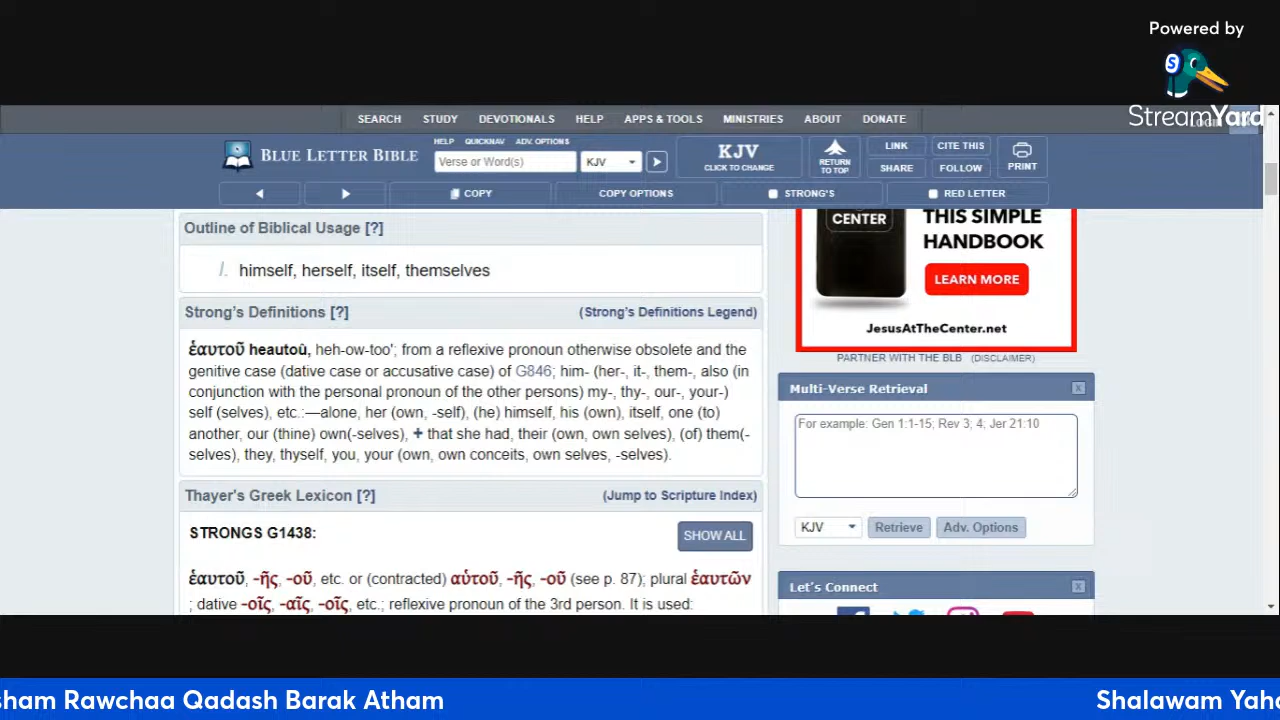 Powered by
StreamYard
SEARCH STUDY DEVOTIONALS HELP APPS & TOOLS MINISTRIES ABOUT DONATE
HELP QUICKNAV ADV. OPTIONS
BLUE LETTER BIBLE
Verse or Word(s)
KJV
KJV
CLICK TO CHANGE
RETURN
TO TOP
LINK
CITE THIS
SHARE
FOLLOW
PRINT
COPY
COPY OPTIONS
STRONG'S
RED LETTER
Outline of Biblical Usage [?]
I. himself, herself, itself, themselves
Strong's Definitions [?]
(Strong's Definitions Legend)
ἑαυτοῦ heautoû, heh-ow-too'; from a reflexive pronoun otherwise obsolete and the
genitive case (dative case or accusative case) of G846; him- (her-, it-, them-, also (in
conjunction with the personal pronoun of the other persons) my-, thy-, our-, your-)
self (selves), etc.:—alone, her (own, -self), (he) himself, his (own), itself, one (to)
another, our (thine) own(-selves), + that she had, their (own, own selves), (of) them(-
selves), they, thyself, you, your (own, own conceits, own selves, -selves).
Thayer's Greek Lexicon [?]
(Jump to Scripture Index)
STRONGS G1438:
SHOW ALL
ἑαυτοῦ, -ῆς, -οῦ, etc. or (contracted) αὑτοῦ, -ῆς, -οῦ (see p. 87); plural ἑαυτῶν
; dative -οῖς, -αῖς, -οῖς, etc.; reflexive pronoun of the 3rd person. It is used:
CENTER
THIS SIMPLE
HANDBOOK
LEARN MORE
JesusAtTheCenter.net
PARTNER WITH THE BLB (DISCLAIMER)
Multi-Verse Retrieval
x
For example: Gen 1:1-15; Rev 3; 4; Jer 21:10
KJV
Retrieve
Adv. Options
Let's Connect
x
sham Rawchaa Qadash Barak Atham
Shalawam Yaha